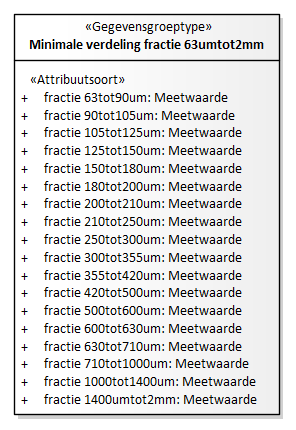 «Gegevensgroeptype»
Minimale verdeling fractie 63umtot2mm
«Attribuutsoort»
+ fractie 63tot90um: Meetwaarde
+ fractie 90tot105um: Meetwaarde
+ fractie 105tot125um: Meetwaarde
+ fractie 125tot150um: Meetwaarde
+ fractie 150tot180um: Meetwaarde
+ fractie 180tot200um: Meetwaarde
+ fractie 200tot210um: Meetwaarde
+ fractie 210tot250um: Meetwaarde
+ fractie 250tot300um: Meetwaarde
+ fractie 300tot355um: Meetwaarde
+ fractie 355tot420um: Meetwaarde
+ fractie 420tot500um: Meetwaarde
+ fractie 500tot600um: Meetwaarde
+ fractie 600tot630um: Meetwaarde
+ fractie 630tot710um: Meetwaarde
+ fractie 710tot1000um: Meetwaarde
+ fractie 1000tot1400um: Meetwaarde
+ fractie 1400umtot2mm: Meetwaarde